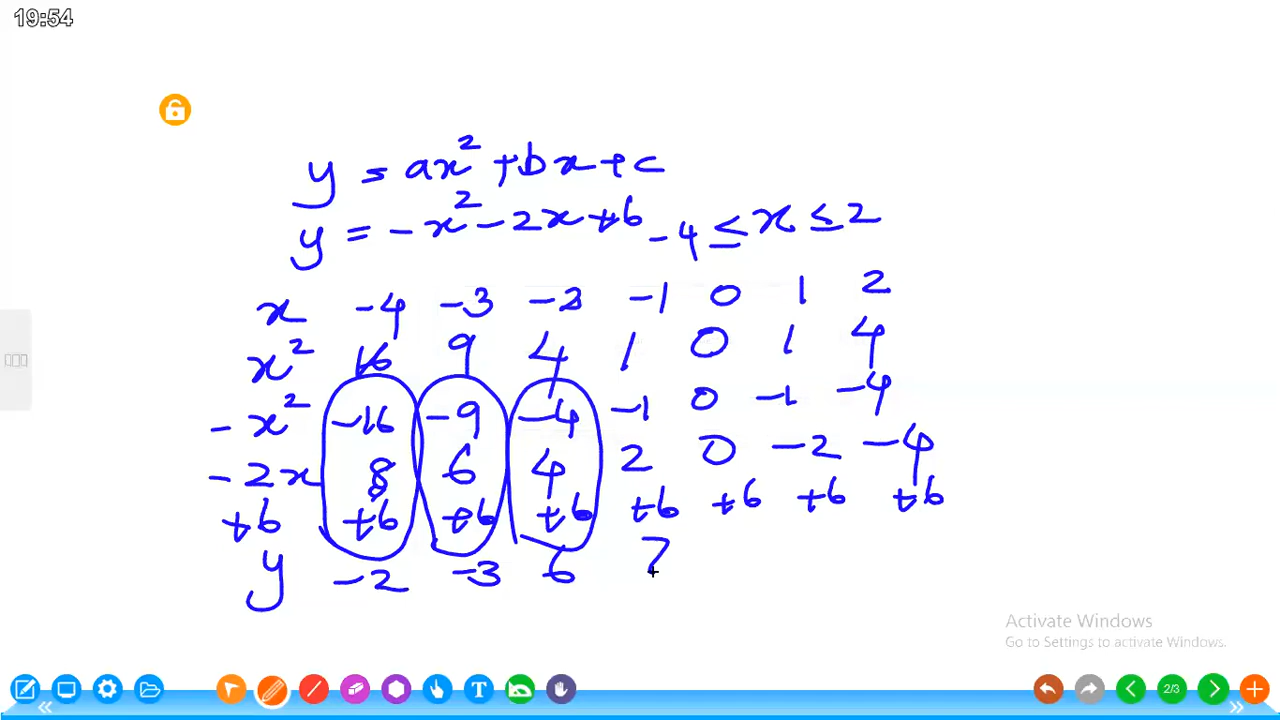 19:54
y = ax² + bx + c
y = -x² - 2x + 6  -4 ≤ x ≤ 2
x -4 -3 -2 -1 0 1 2
x² 16 9 4 1 0 1 4
-x² -16 -9 -4 -1 0 -1 -4
-2x 8 6 4 2 0 -2 -4
+6 +6 +6 +6 +6 +6 +6 +6
y -2 -3 6 7
Activate Windows
Go to Settings to activate Windows.
T 2/3